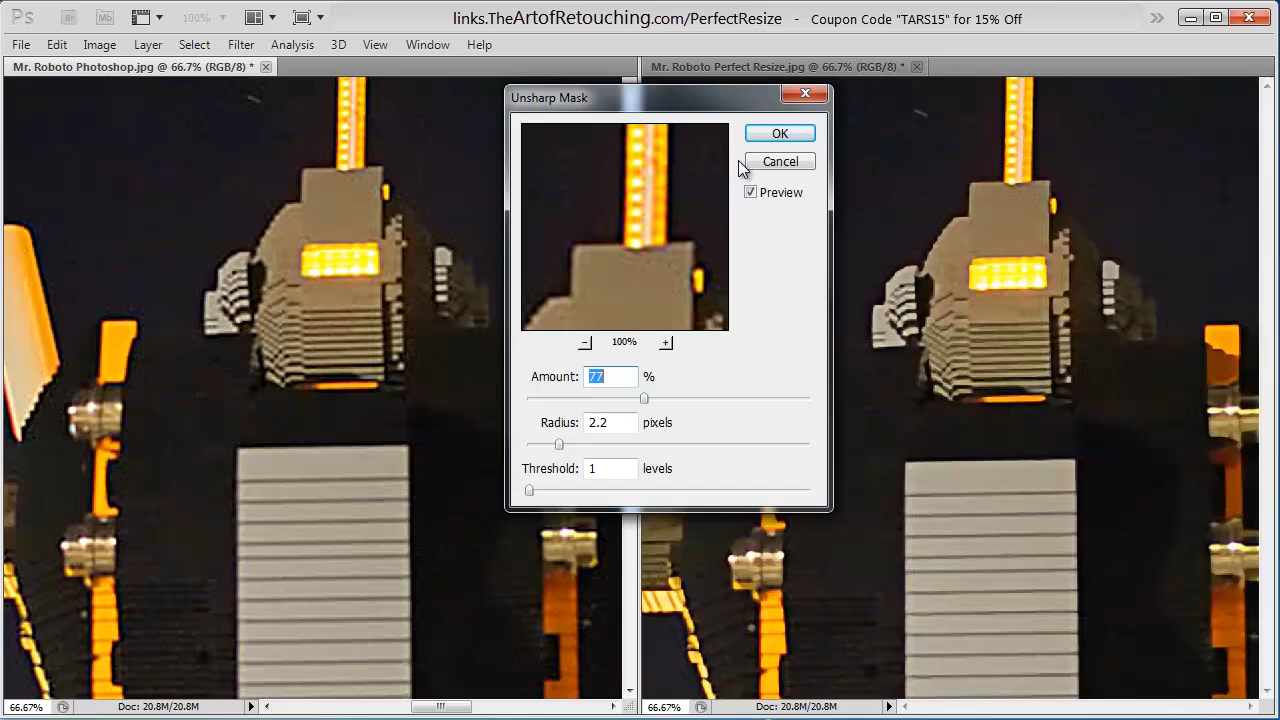 Ps Br Mb 100% links.TheArtofRetouching.com/PerfectResize - Coupon Code "TARS15" for 15% Off
File Edit Image Layer Select Filter Analysis 3D View Window Help
Mr. Roboto Photoshop.jpg @ 66.7% (RGB/8) *
Mr. Roboto Perfect Resize.jpg @ 66.7% (RGB/8) *
Unsharp Mask
OK
Cancel
Preview
100%
Amount: 77 %
Radius: 2.2 pixels
Threshold: 1 levels
66.67% Doc: 20.8M/20.8M
66.67% Doc: 20.8M/20.8M